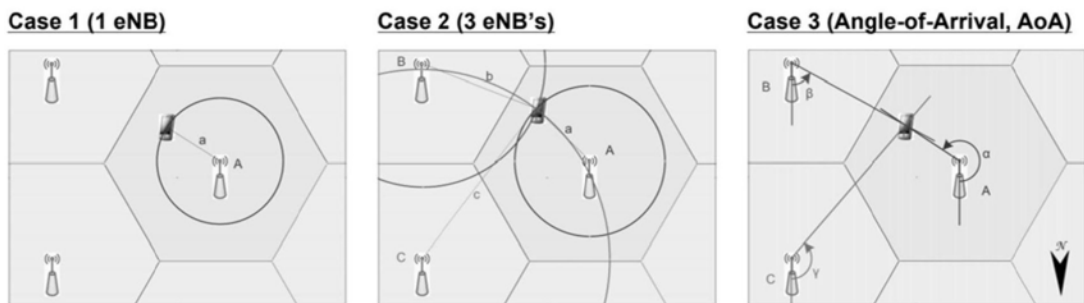 Case 1 (1 eNB)
Case 2 (3 eNB's)
Case 3 (Angle-of-Arrival, AoA)
a
A
B
b
a
A
c
C
B
β
α
A
C
γ
N